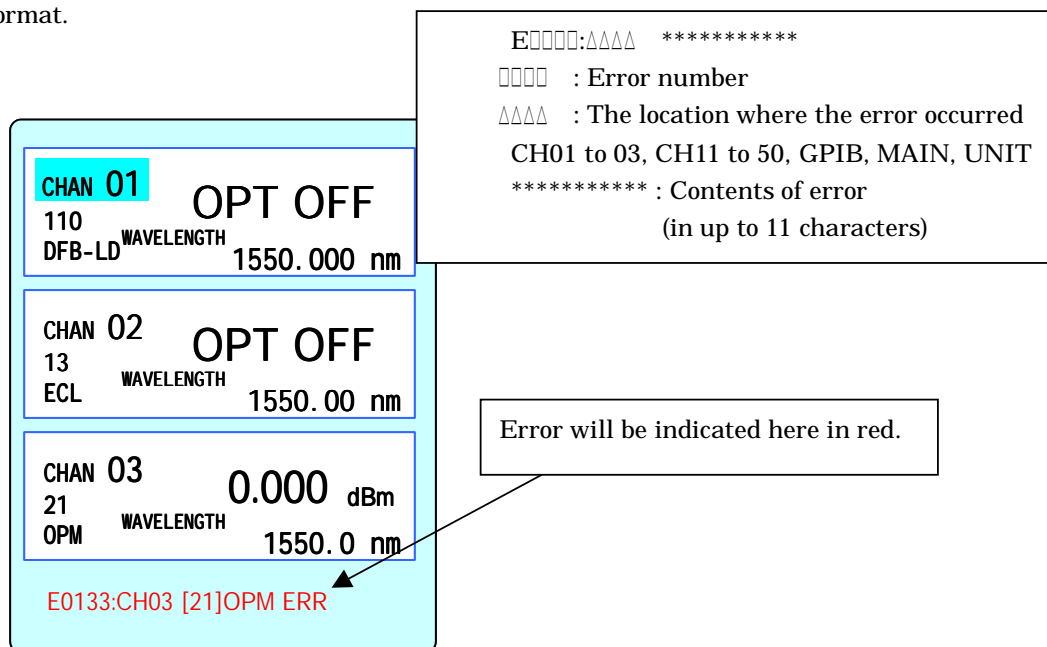 ormat.
E□□□□:△△△△ ***********
□□□□ : Error number
△△△△ : The location where the error occurred
CH01 to 03, CH11 to 50, GPIB, MAIN, UNIT
*********** : Contents of error
(in up to 11 characters)
CHAN 01
OPT OFF
110
DFB-LD
WAVELENGTH
1550.000 nm
CHAN 02
OPT OFF
13
ECL
WAVELENGTH
1550.00 nm
CHAN 03
0.000 dBm
21
OPM
WAVELENGTH
1550.0 nm
Error will be indicated here in red.
E0133:CH03 [21]OPM ERR